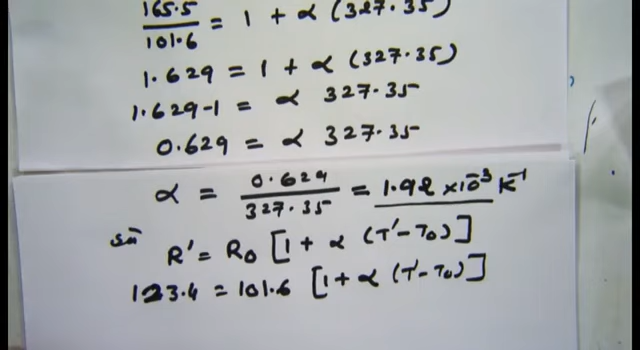 165.5/101.6 = 1 + α (327.35)
1.629 = 1 + α (327.35)
1.629-1 = α 327.35
0.629 = α 327.35
α = 0.629/327.35 = 1.92 ×10⁻³ K⁻¹
R' = R₀ [1 + α (T'-T₀)]
123.4 = 101.6 [1 + α (T'-T₀)]